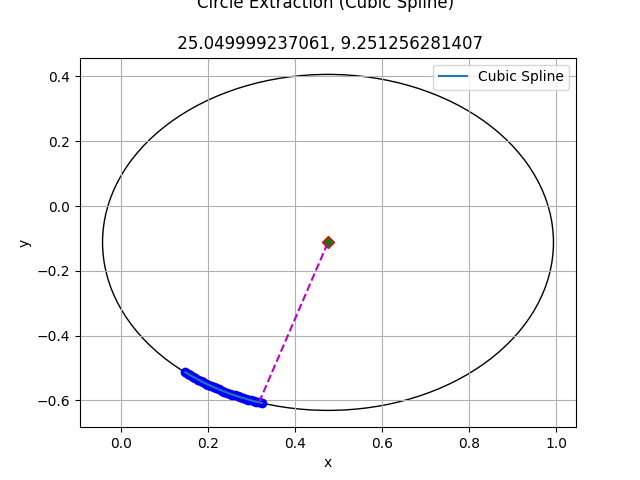 Circle Extraction (Cubic Spline)
25.049999237061, 9.251256281407
Cubic Spline
0.4
0.2
0.0
−0.2
−0.4
−0.6
y
0.0 0.2 0.4 0.6 0.8 1.0
x